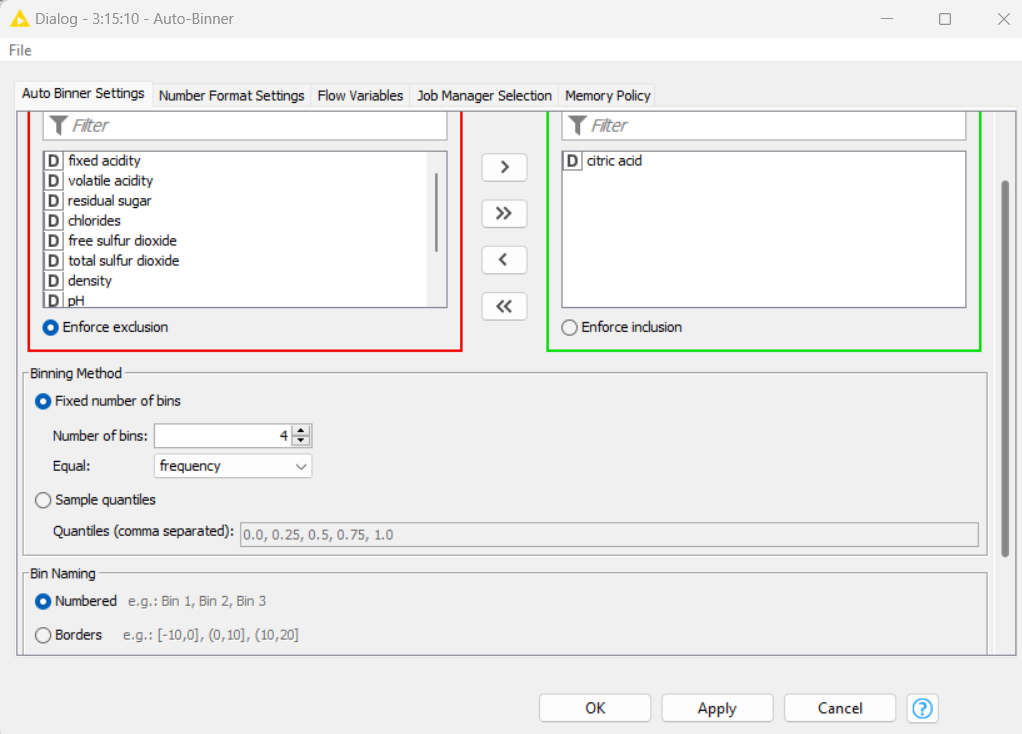 Dialog - 3:15:10 - Auto-Binner
File
Auto Binner Settings Number Format Settings Flow Variables Job Manager Selection Memory Policy
Filter Filter
D fixed acidity D citric acid
D volatile acidity
D residual sugar
D chlorides
D free sulfur dioxide
D total sulfur dioxide
D density
D pH
> >> < <<
Enforce exclusion Enforce inclusion
Binning Method
Fixed number of bins
Number of bins: 4
Equal: frequency
Sample quantiles
Quantiles (comma separated): 0.0, 0.25, 0.5, 0.75, 1.0
Bin Naming
Numbered e.g.: Bin 1, Bin 2, Bin 3
Borders e.g.: [-10,0], (0,10], (10,20]
OK Apply Cancel ?